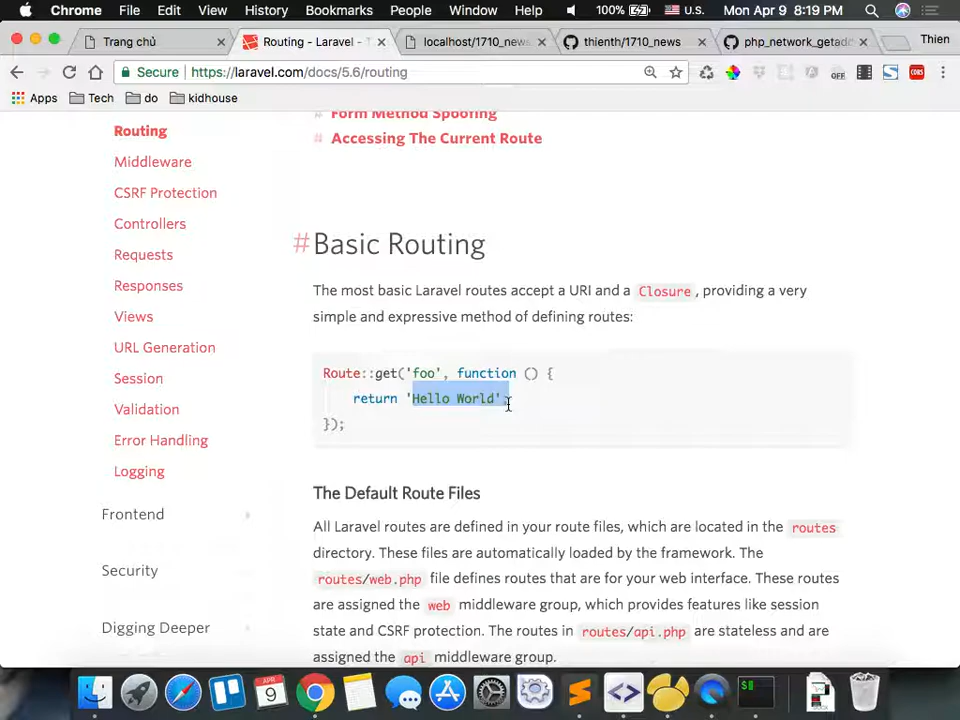 Chrome File Edit View History Bookmarks People Window Help 100% U.S. Mon Apr 9 8:19 PM
Trang chủ × Routing - Laravel - T × localhost/1710_news × thienth/1710_news × php_network_getad × Thien
Secure https://laravel.com/docs/5.6/routing OFF CORS
Apps Tech do kidhouse
# Form Method Spoofing
Routing
# Accessing The Current Route
Middleware
CSRF Protection
Controllers
Requests
Responses
Views
URL Generation
Session
Validation
Error Handling
Logging
Frontend
Security
Digging Deeper
# Basic Routing
The most basic Laravel routes accept a URI and a Closure, providing a very
simple and expressive method of defining routes:
Route::get('foo', function () {
return 'Hello World';
});
The Default Route Files
All Laravel routes are defined in your route files, which are located in the routes
directory. These files are automatically loaded by the framework. The
routes/web.php file defines routes that are for your web interface. These routes
are assigned the web middleware group, which provides features like session
state and CSRF protection. The routes in routes/api.php are stateless and are
assigned the api middleware group.
APR
9